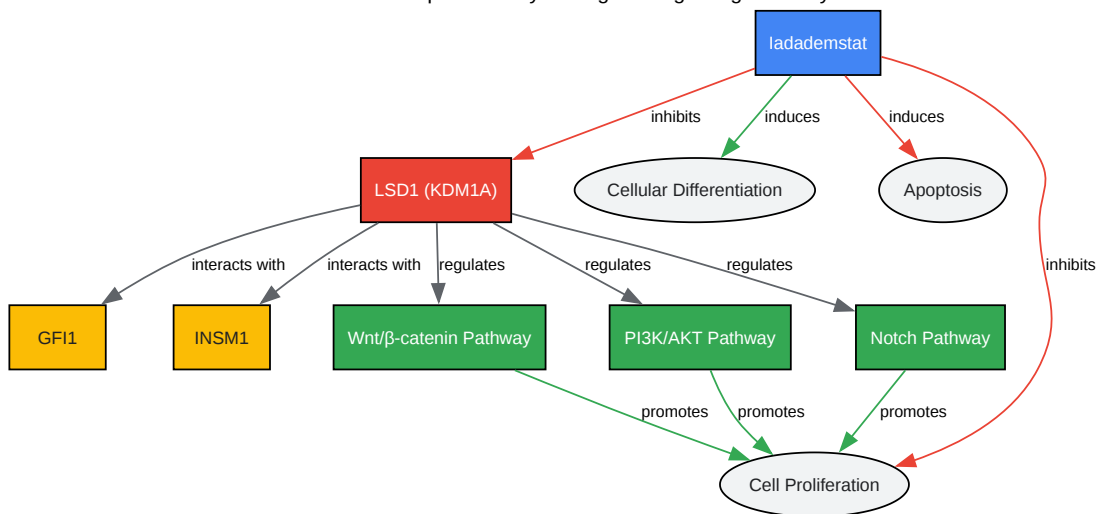 Iadademstat
inhibits
induces
induces
LSD1 (KDM1A)
Cellular Differentiation
Apoptosis
interacts with
interacts with
regulates
regulates
regulates
inhibits
GFI1
INSM1
Wnt/β-catenin Pathway
PI3K/AKT Pathway
Notch Pathway
promotes
promotes
promotes
Cell Proliferation